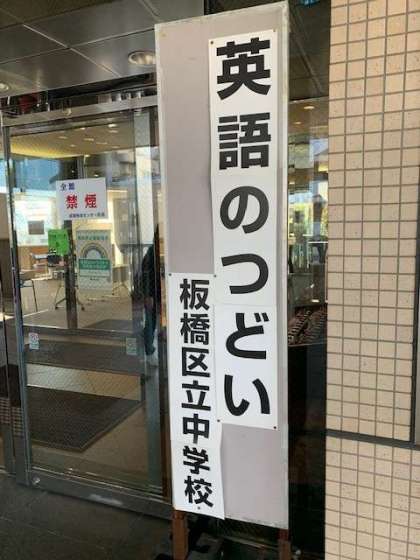 英語のつどい
板橋区立中学校
全館
禁煙